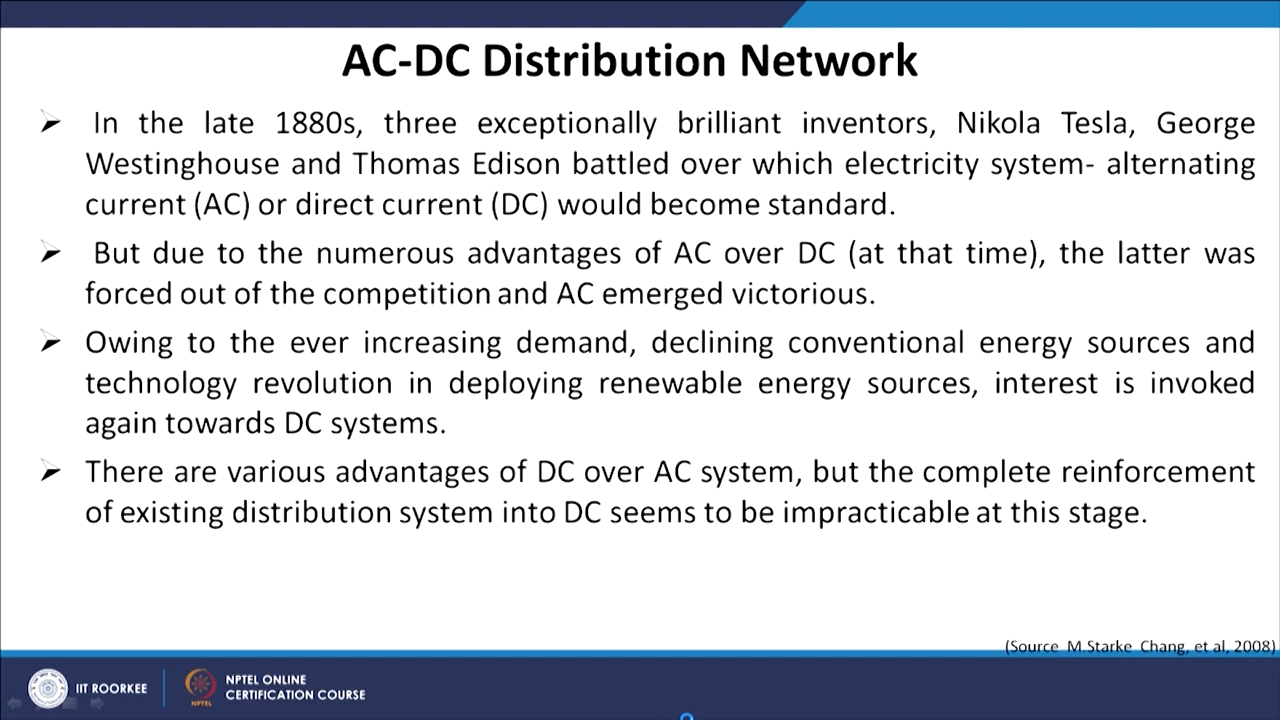 AC-DC Distribution Network
➢ In the late 1880s, three exceptionally brilliant inventors, Nikola Tesla, George
Westinghouse and Thomas Edison battled over which electricity system- alternating
current (AC) or direct current (DC) would become standard.
➢ But due to the numerous advantages of AC over DC (at that time), the latter was
forced out of the competition and AC emerged victorious.
➢ Owing to the ever increasing demand, declining conventional energy sources and
technology revolution in deploying renewable energy sources, interest is invoked
again towards DC systems.
➢ There are various advantages of DC over AC system, but the complete reinforcement
of existing distribution system into DC seems to be impracticable at this stage.
(Source M.Starke Chang, et al, 2008)
IIT ROORKEE
NPTEL
NPTEL ONLINE
CERTIFICATION COURSE